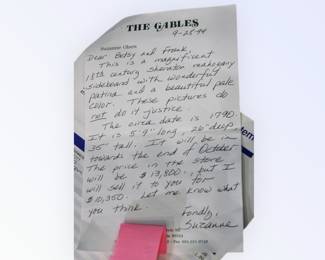 THE GABLES
9-25-99
Dear Betsy and Frank,
This is a magnificent
18th century Sheraton mahogany
sideboard with wonderful
patina and a beautiful pale
color. These pictures do
not do it justice
The circa date is 1790
It is 5'9" long, 26" deep
35" tall. It will be in
towards the end of October
The price in the store
will be $13,800, but I
will sell it to you for
$10,350. Let me know what
you think.
Fondly,
Suzanne